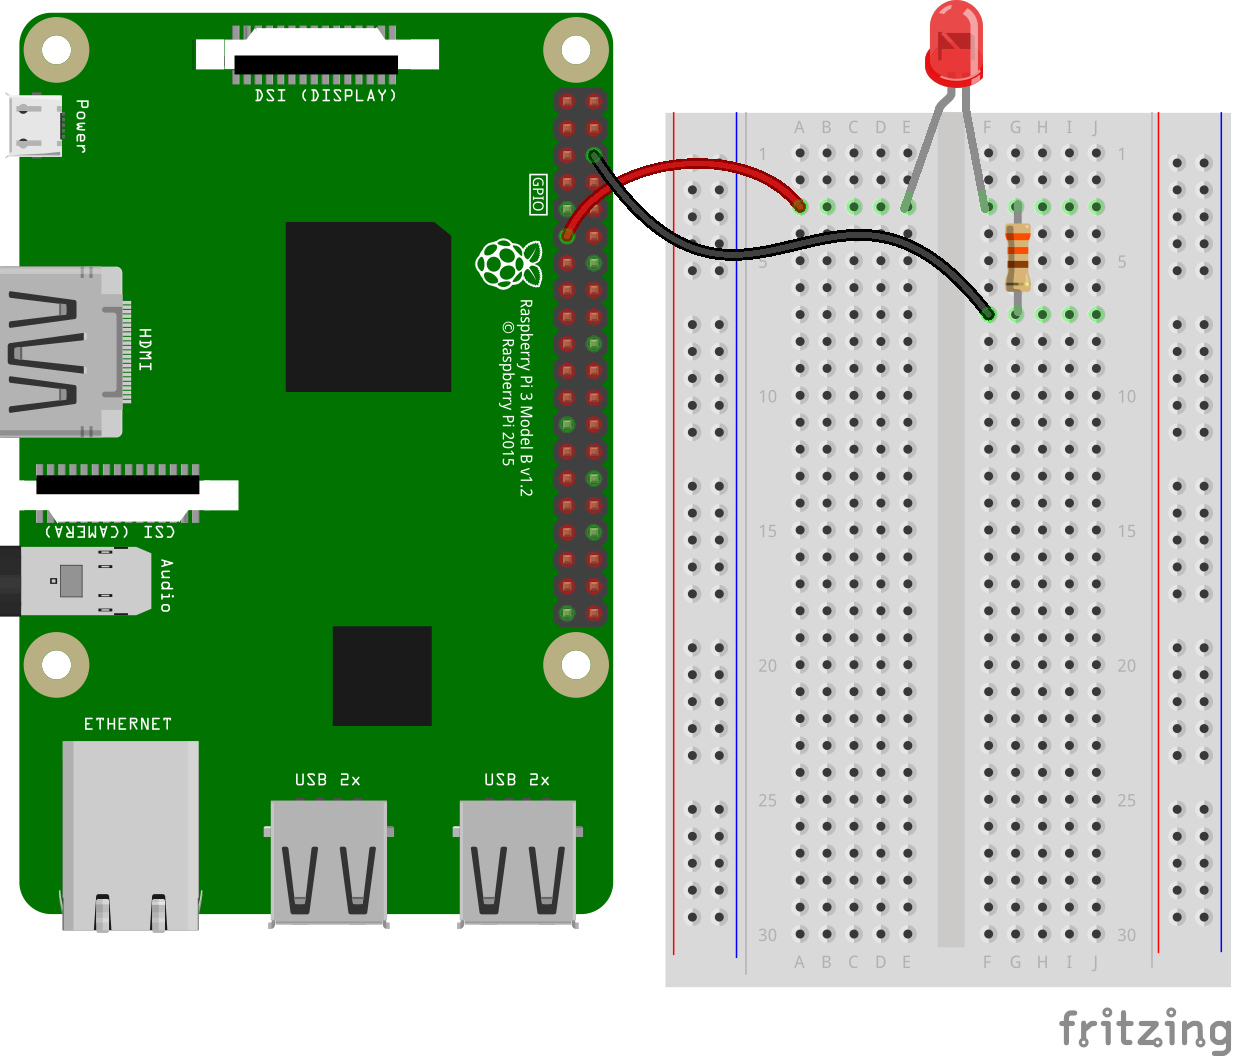 DSI (DISPLAY)
Power
GPIO
Raspberry Pi 3 Model B v1.2
© Raspberry Pi 2015
HDMI
CSI (CAMERA)
Audio
ETHERNET
USB 2x
USB 2x
A B C D E F G H I J
1 1
5 5
10 10
15 15
20 20
25 25
30 30
A B C D E F G H I J
fritzing